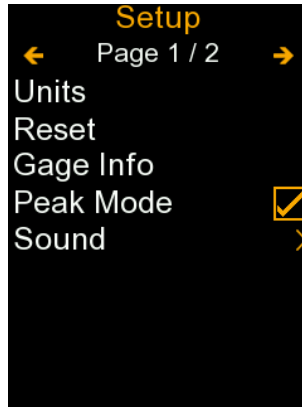 Setup
Page 1 / 2
Units
Reset
Gage Info
Peak Mode
Sound